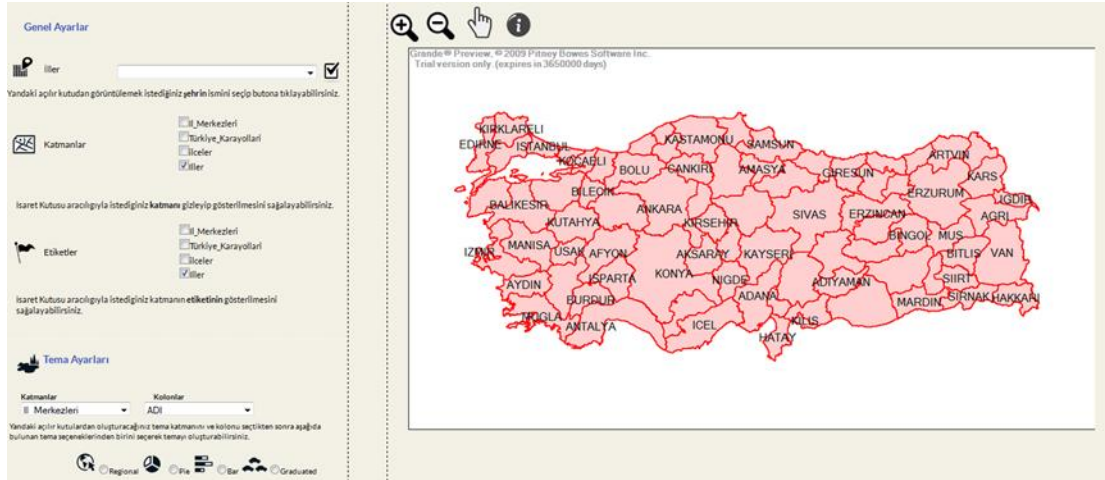 Genel Ayarlar
İller
Yandaki açılır kutudan görüntülemek istediğiniz şehrin ismini seçip butona tıklayabilirsiniz.
Katmanlar
Il_Merkezleri
Türkiye_Karayollari
ilceler
iller
Isaret Kutusu aracılıgıyla istediginiz katmanı gizleyip gösterilmesini sağalayabilirsiniz.
Etiketler
Il_Merkezleri
Türkiye_Karayollari
ilceler
iller
Isaret Kutusu aracılıgıyla istediginiz katmanın etiketinin gösterilmesini
sağalayabilirsiniz.
Tema Ayarları
Katmanlar Kolonlar
Il Merkezleri ADI
Yandaki açılır kutulardan oluşturacağınız tema katmanını ve kolonu seçtikten sonra aşağıda
bulunan tema seçeneklerinden birini seçerek temayı oluşturabilirsiniz.
Regional Pie Bar Graduated
Grande® Preview, © 2009 Pitney Bowes Software Inc.
Trial version only. (expires in 3650000 days)
KIRKLARELI
EDIRNE ISTANBUL KASTAMONU SAMSUN
KOCAELI BOLU CANKIRI AMASYA GIRESUN ARTVIN
KARS
BILECIK ERZURUM IGDIR
BALIKESIR ANKARA SIVAS ERZINCAN AGRI
KUTAHYA KIRSEHIR BINGOL MUS
IZMIR MANISA USAK AFYON AKSARAY KAYSERI BITLIS VAN
AYDIN ISPARTA KONYA NIGDE ADIYAMAN SIIRT
BURDUR ADANA MARDIN SIRNAK HAKKARI
MUGLA ANTALYA ICEL KILIS
HATAY